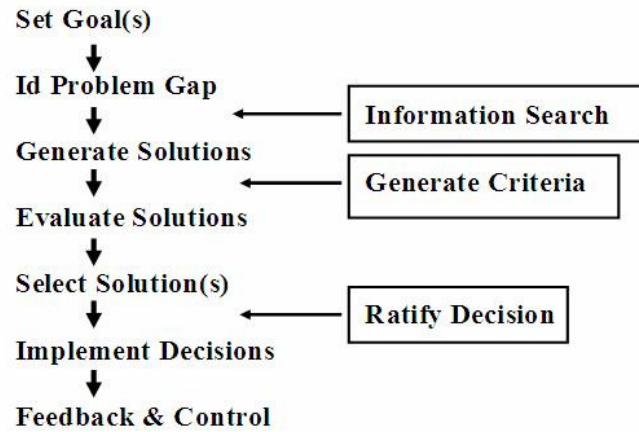 Set Goal(s)
Id Problem Gap
Information Search
Generate Solutions
Generate Criteria
Evaluate Solutions
Select Solution(s)
Ratify Decision
Implement Decisions
Feedback & Control